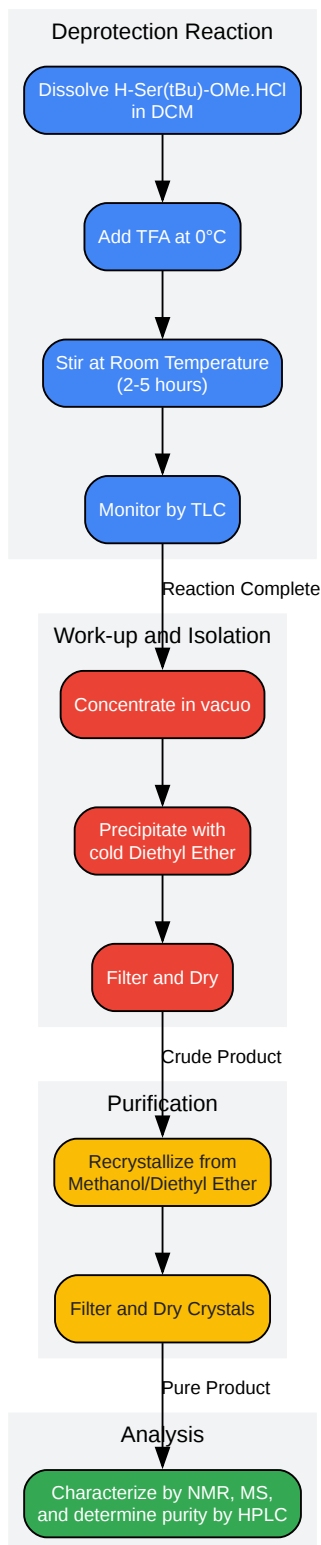 Deprotection Reaction
Dissolve H-Ser(tBu)-OMe.HCl
in DCM
Add TFA at 0°C
Stir at Room Temperature
(2-5 hours)
Monitor by TLC
Reaction Complete
Work-up and Isolation
Concentrate in vacuo
Precipitate with
cold Diethyl Ether
Filter and Dry
Crude Product
Purification
Recrystallize from
Methanol/Diethyl Ether
Filter and Dry Crystals
Pure Product
Analysis
Characterize by NMR, MS,
and determine purity by HPLC